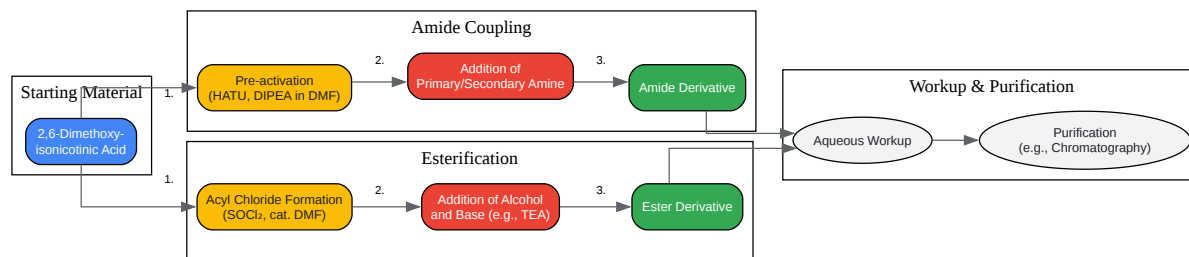 Starting Material
2,6-Dimethoxy-
isonicotinic Acid
1.
1.
Amide Coupling
Pre-activation
(HATU, DIPEA in DMF)
2.
Addition of
Primary/Secondary Amine
3.
Amide Derivative
Esterification
Acyl Chloride Formation
(SOCl₂, cat. DMF)
2.
Addition of Alcohol
and Base (e.g., TEA)
3.
Ester Derivative
Workup & Purification
Aqueous Workup
Purification
(e.g., Chromatography)